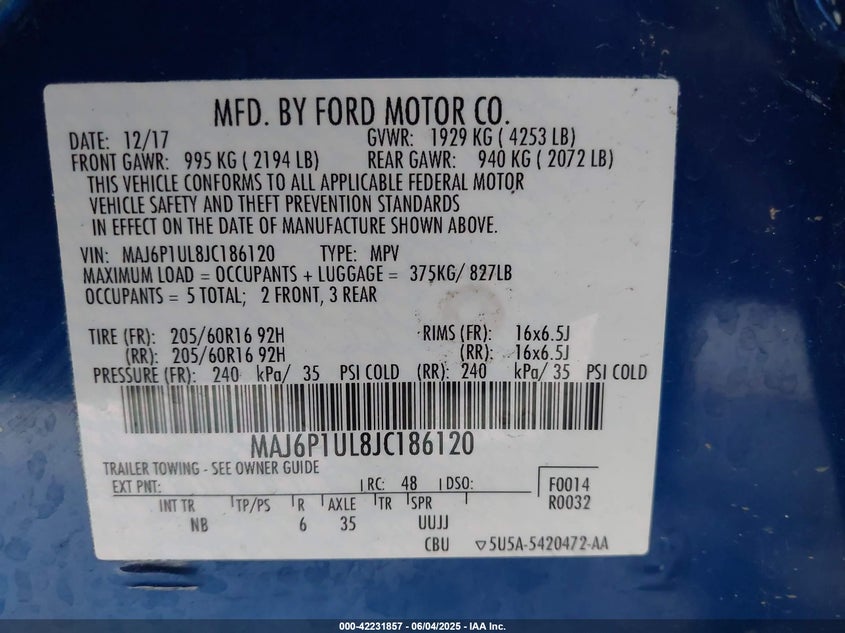 MFD. BY FORD MOTOR CO.
DATE: 12/17 GVWR: 1929 KG ( 4253 LB)
FRONT GAWR: 995 KG ( 2194 LB) REAR GAWR: 940 KG ( 2072 LB)
THIS VEHICLE CONFORMS TO ALL APPLICABLE FEDERAL MOTOR
VEHICLE SAFETY AND THEFT PREVENTION STANDARDS
IN EFFECT ON THE DATE OF MANUFACTURE SHOWN ABOVE.
VIN: MAJ6P1UL8JC186120 TYPE: MPV
MAXIMUM LOAD = OCCUPANTS + LUGGAGE = 375KG/ 827LB
OCCUPANTS = 5 TOTAL; 2 FRONT, 3 REAR
TIRE (FR): 205/60R16 92H RIMS (FR): 16x6.5J
(RR): 205/60R16 92H (RR): 16x6.5J
PRESSURE (FR): 240 kPa/ 35 PSI COLD (RR): 240 kPa/ 35 PSI COLD
MAJ6P1UL8JC186120
TRAILER TOWING - SEE OWNER GUIDE
EXT PNT: RC: 48 DSO: F0014
INT TR TP/PS R AXLE TR SPR R0032
NB 6 35 UUJJ
CBU ▽5U5A-5420472-AA
000-42231857 - 06/04/2025 - IAA Inc.